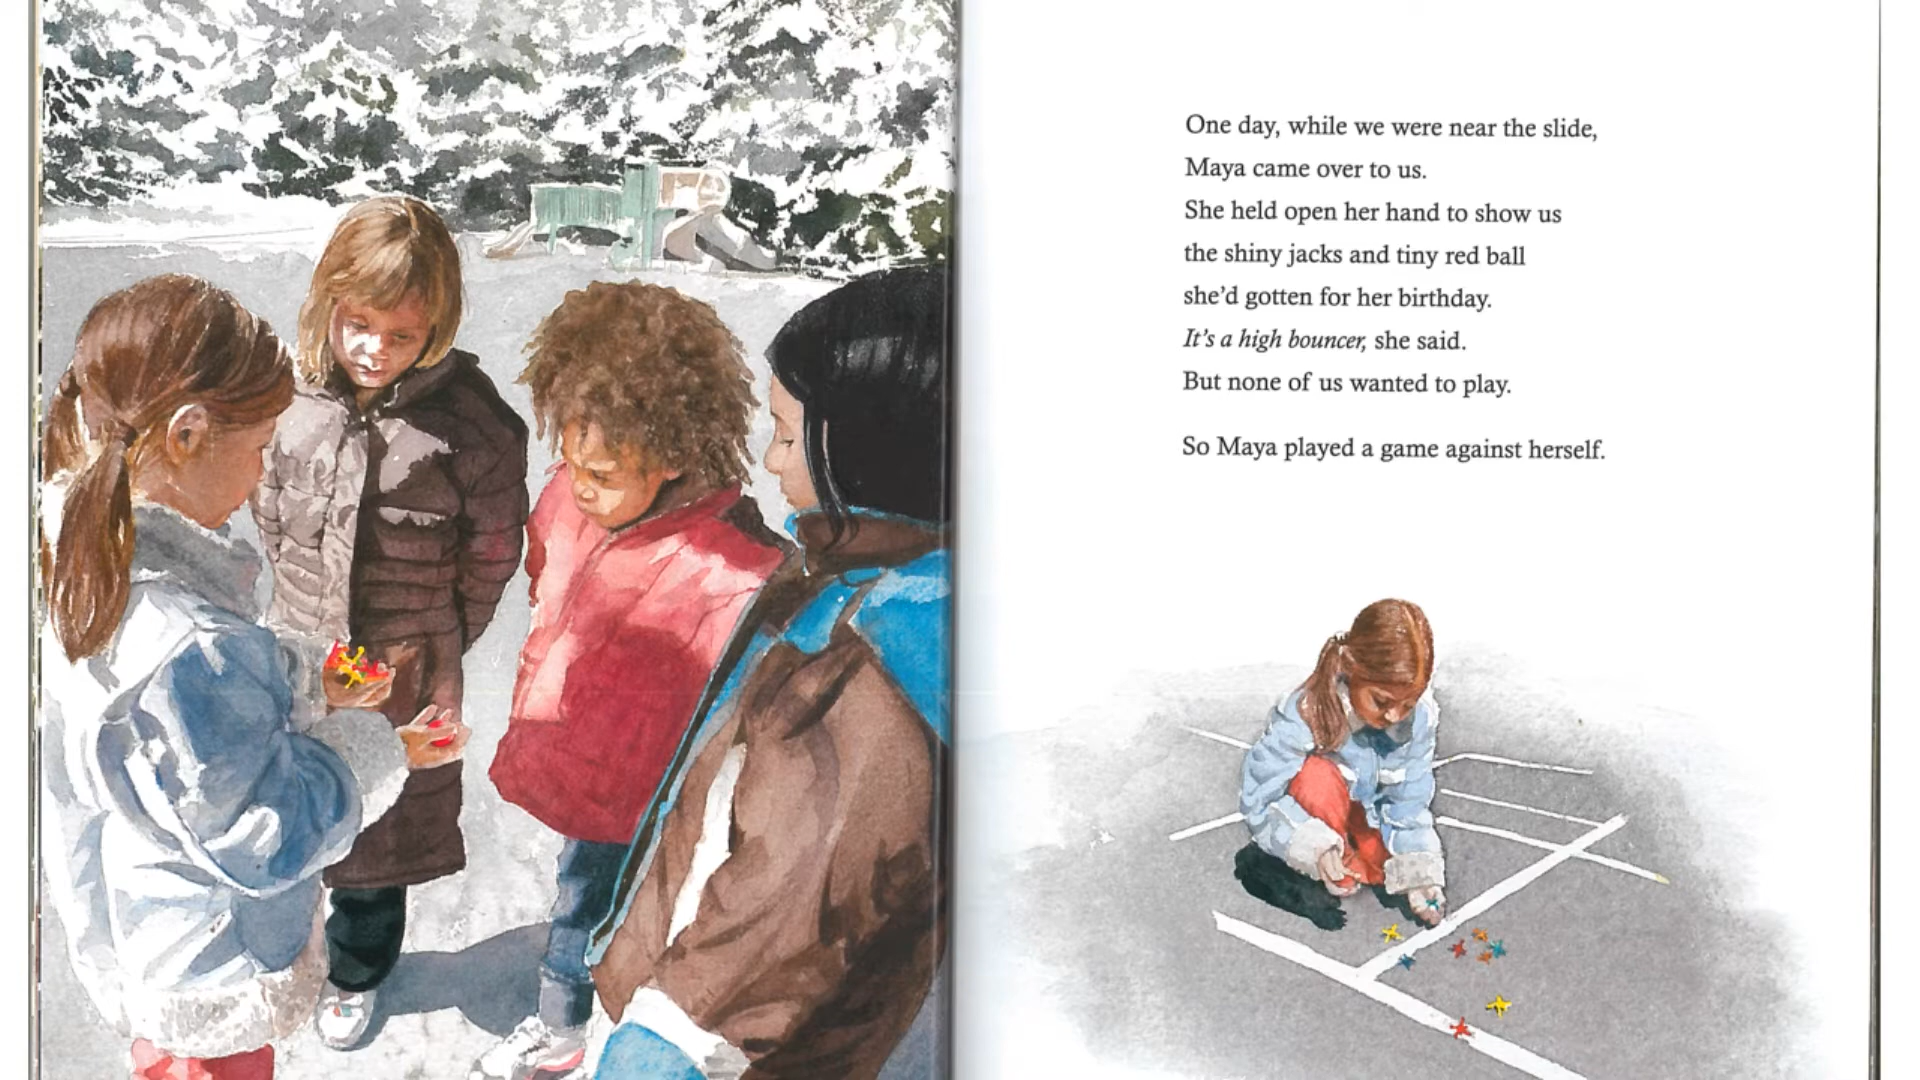 One day, while we were near the slide,
Maya came over to us.
She held open her hand to show us
the shiny jacks and tiny red ball
she’d gotten for her birthday.
It’s a high bouncer, she said.
But none of us wanted to play.
So Maya played a game against herself.